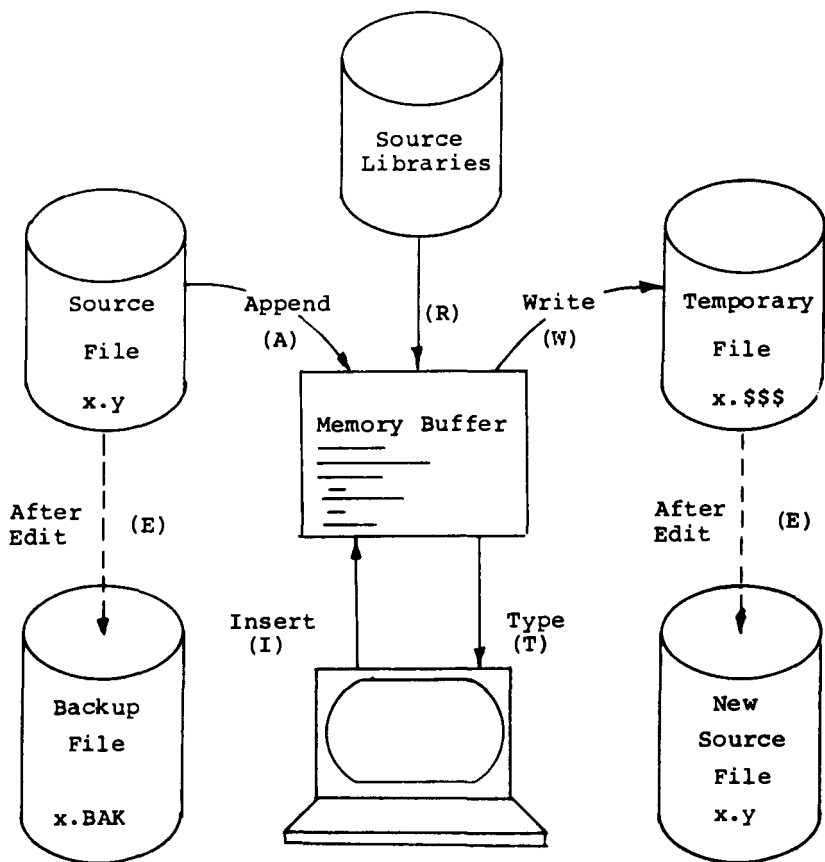 Source
Libraries
Source
File
x.y
Append
(A)
(R)
Write
(W)
Temporary
File
x.$$$
Memory Buffer
After
Edit
(E)
After
Edit
(E)
Insert
(I)
Type
(T)
Backup
File
x.BAK
New
Source
File
x.y